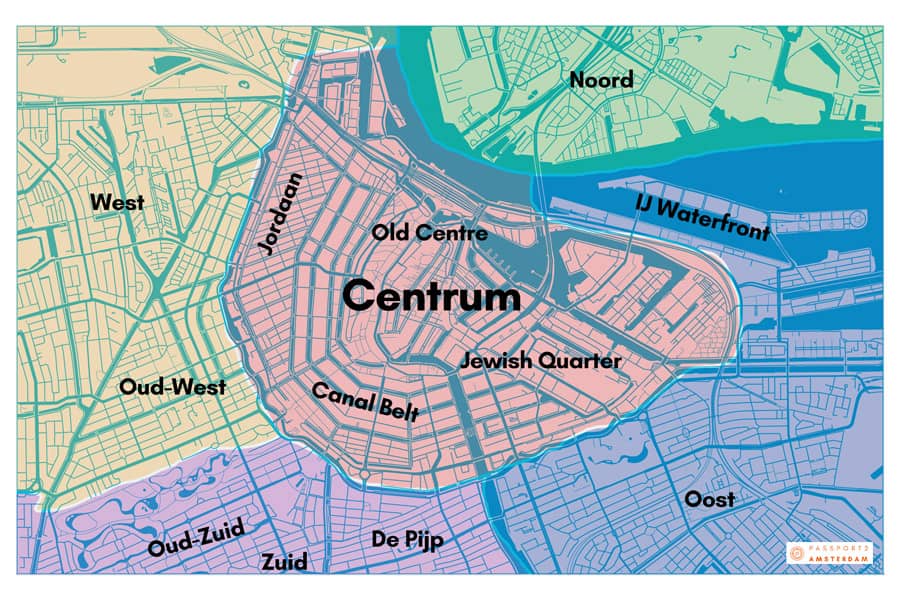 Noord
West
Jordaan
IJ Waterfront
Old Centre
Centrum
Jewish Quarter
Oud-West
Canal Belt
Oost
Oud-Zuid
De Pijp
Zuid
PASSPORT2
AMSTERDAM